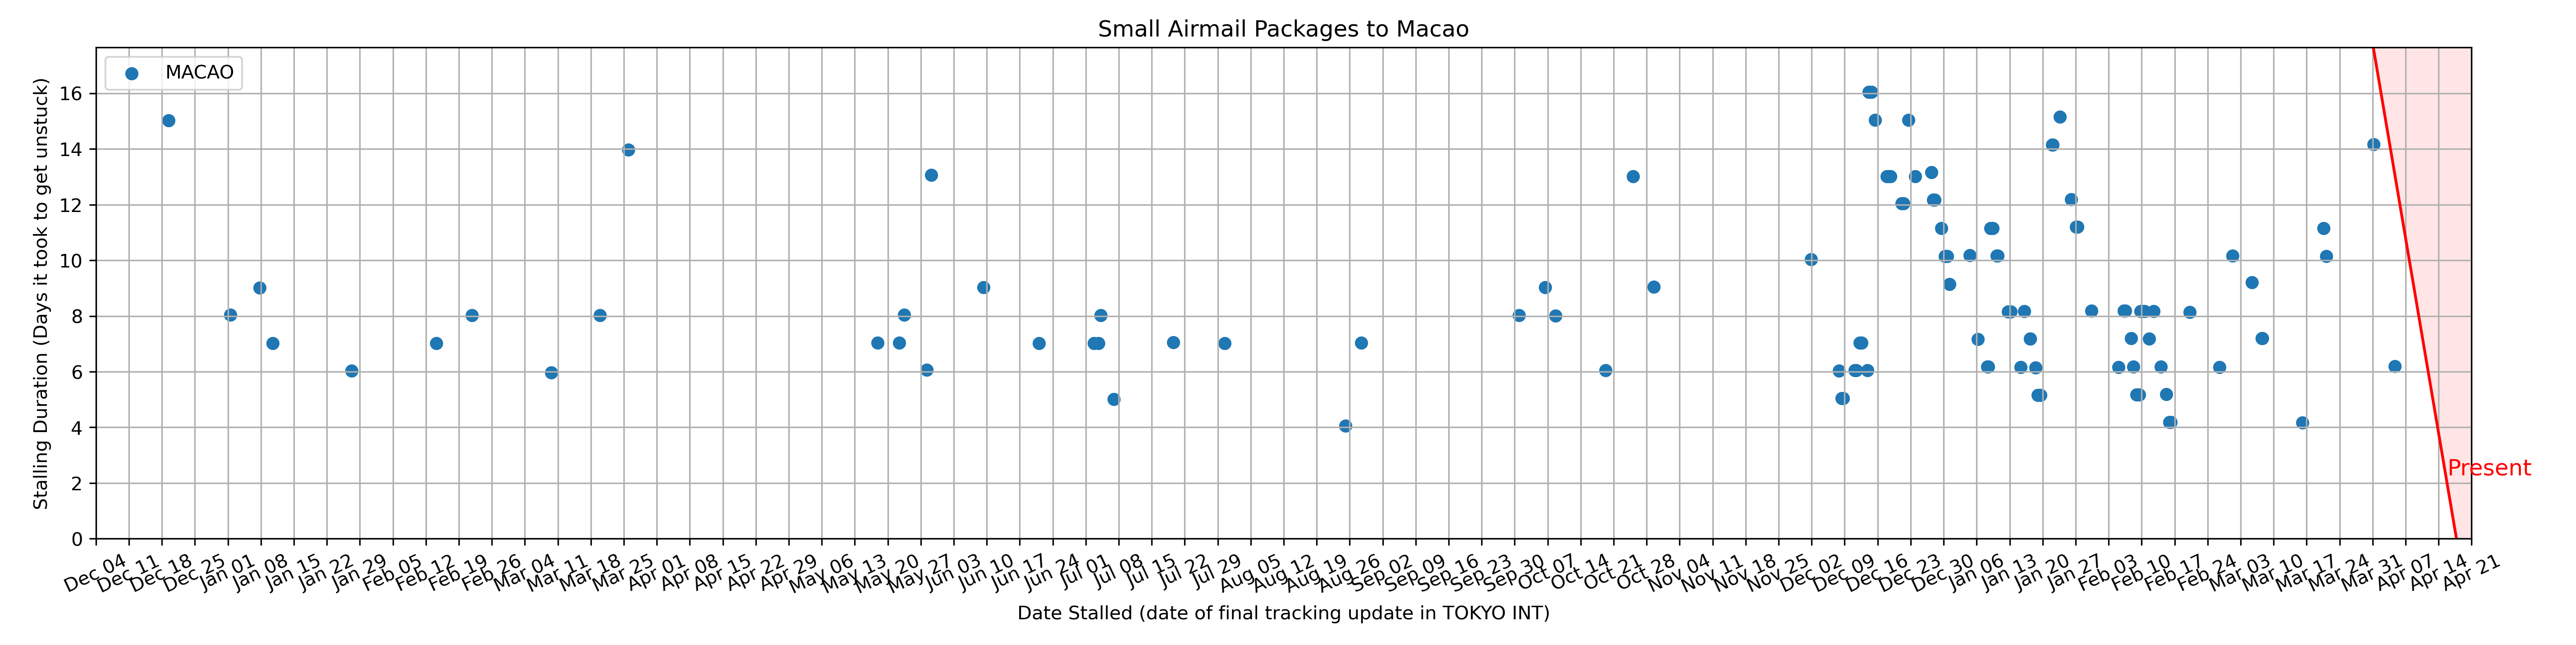 Small Airmail Packages to Macao
MACAO
Stalling Duration (Days it took to get unstuck)
16
14
12
10
8
6
4
2
0
Present
Dec 04 Dec 11 Dec 18 Dec 25 Jan 01 Jan 08 Jan 15 Jan 22 Jan 29 Feb 05 Feb 12 Feb 19 Feb 26 Mar 04 Mar 11 Mar 18 Mar 25 Apr 01 Apr 08 Apr 15 Apr 22 Apr 29 May 06 May 13 May 20 May 27 Jun 03 Jun 10 Jun 17 Jun 24 Jul 01 Jul 08 Jul 15 Jul 22 Jul 29 Aug 05 Aug 12 Aug 19 Aug 26 Sep 02 Sep 09 Sep 16 Sep 23 Sep 30 Oct 07 Oct 14 Oct 21 Oct 28 Nov 04 Nov 11 Nov 18 Nov 25 Dec 02 Dec 09 Dec 16 Dec 23 Dec 30 Jan 06 Jan 13 Jan 20 Jan 27 Feb 03 Feb 10 Feb 17 Feb 24 Mar 03 Mar 10 Mar 17 Mar 24 Mar 31 Apr 07 Apr 14 Apr 21
Date Stalled (date of final tracking update in TOKYO INT)